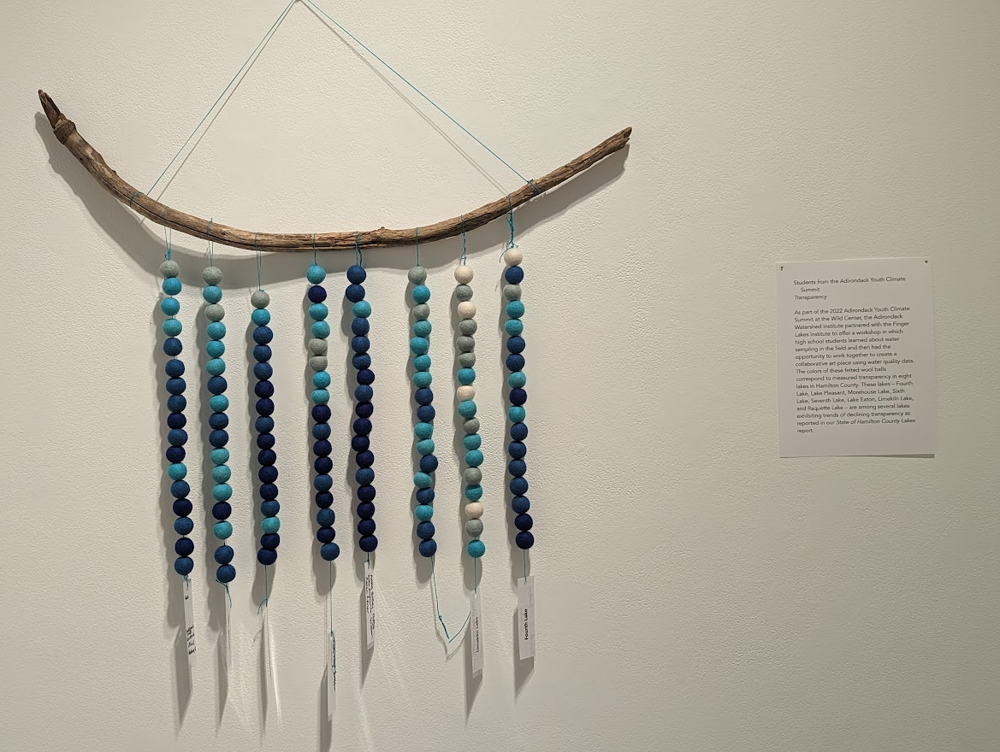 Students from the Adirondack Youth Climate
Summit
Transparency
As part of the 2022 Adirondack Youth Climate
Summit at the Wild Center, the Adirondack
Watershed Institute partnered with the Finger
Lakes Institute to offer a workshop in which
high school students learned about water
sampling in the field and then had the
opportunity to work together to create a
collaborative art piece using water quality data.
The colors of these felted wool balls
correspond to measured transparency in eight
lakes in Hamilton County. These lakes – Fourth
Lake, Lake Pleasant, Morehouse Lake, Sixth
Lake, Seventh Lake, Lake Eaton, Limekiln Lake,
and Raquette Lake – are among several lakes
exhibiting trends of declining transparency as
reported in our State of Hamilton County Lakes
report.
Limekiln Lake
Fourth Lake